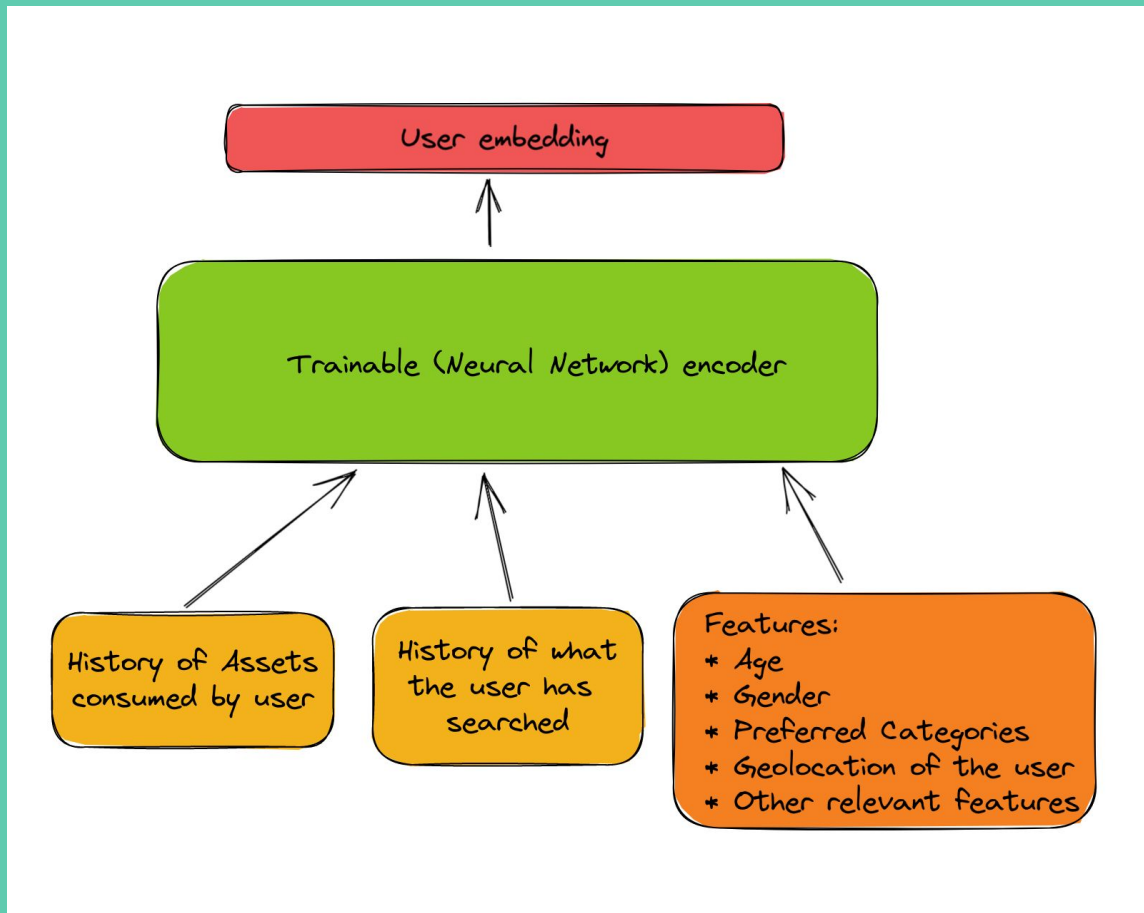 User embedding
Trainable (Neural Network) encoder
History of Assets
consumed by user
History of what
the user has
searched
Features:
* Age
* Gender
* Preferred Categories
* Geolocation of the user
* Other relevant features